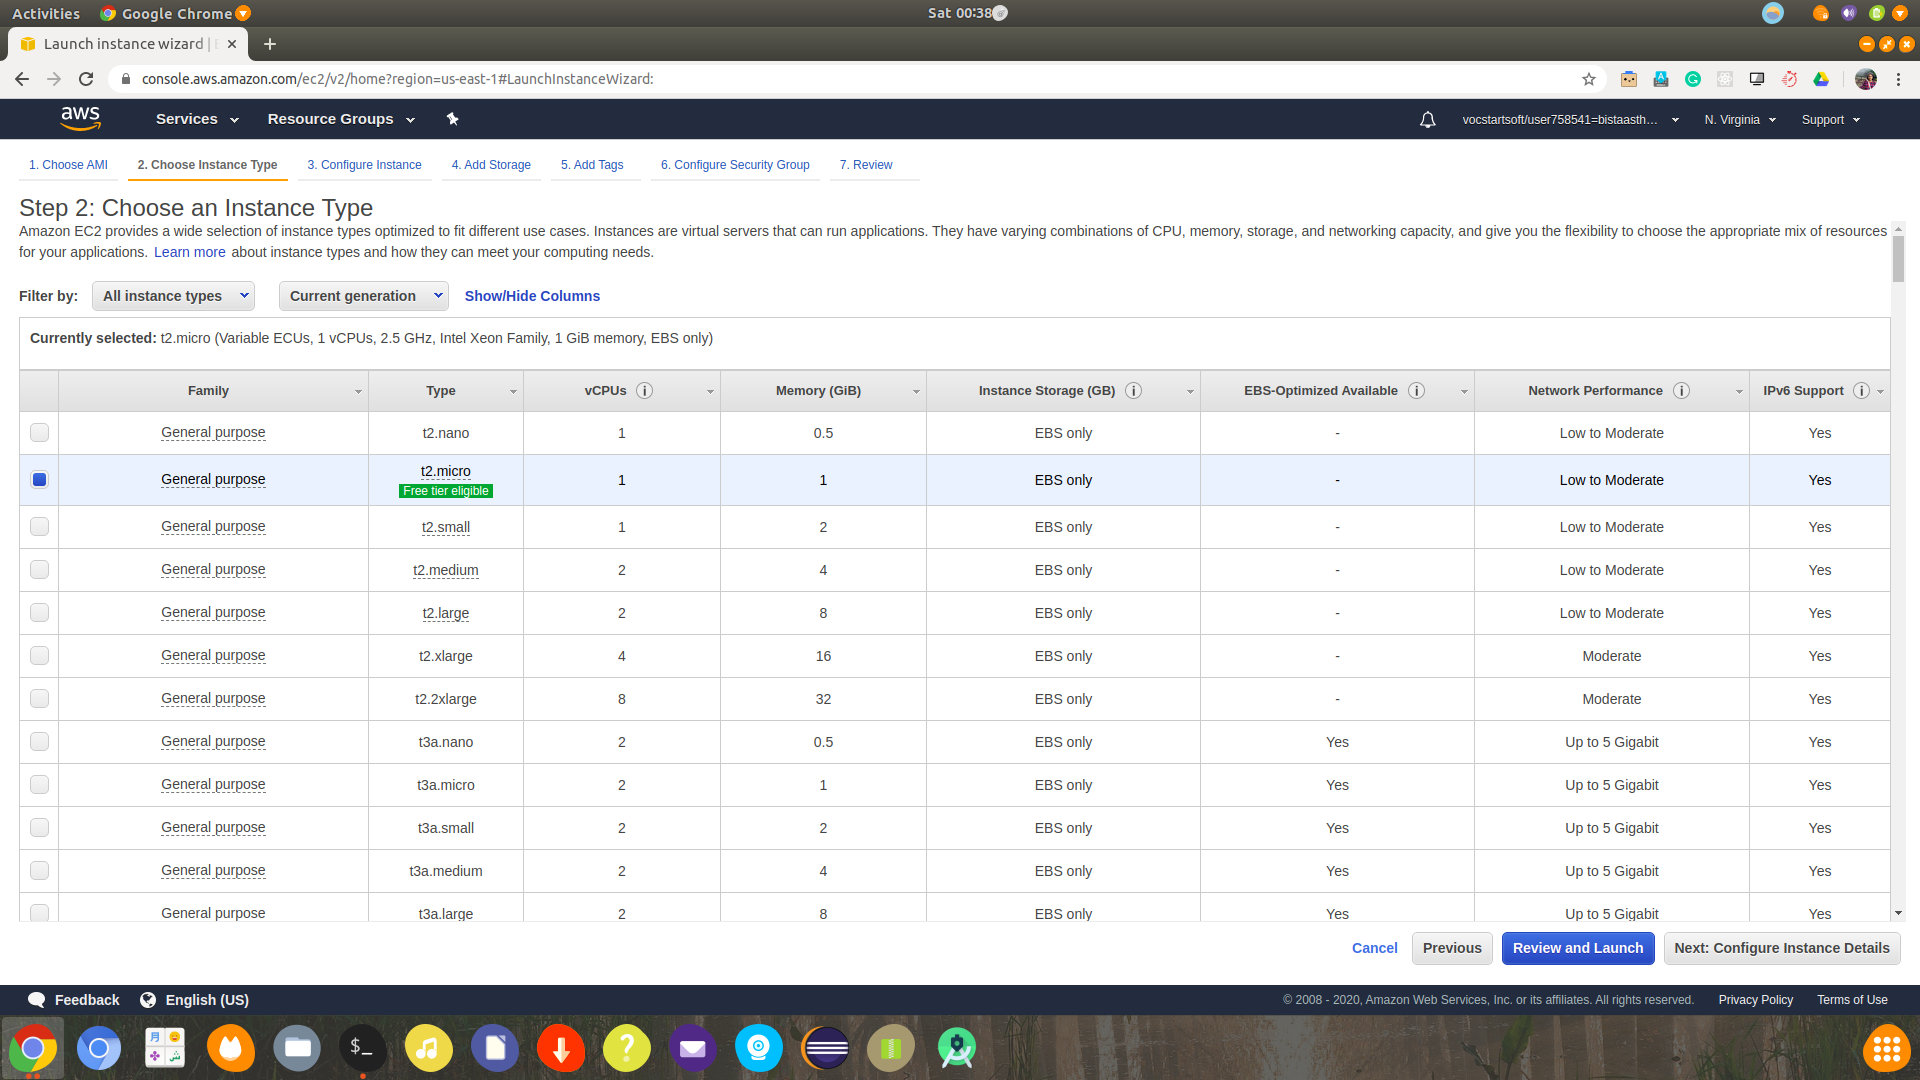 Activities
Google Chrome
Sat 00:38
Launch instance wizard |
console.aws.amazon.com/ec2/v2/home?region=us-east-1#LaunchInstanceWizard:
aws
Services
Resource Groups
vocstartsoft/user758541=bistaasth...
N. Virginia
Support
1. Choose AMI
2. Choose Instance Type
3. Configure Instance
4. Add Storage
5. Add Tags
6. Configure Security Group
7. Review
Step 2: Choose an Instance Type
Amazon EC2 provides a wide selection of instance types optimized to fit different use cases. Instances are virtual servers that can run applications. They have varying combinations of CPU, memory, storage, and networking capacity, and give you the flexibility to choose the appropriate mix of resources
for your applications. Learn more about instance types and how they can meet your computing needs.
Filter by: All instance types Current generation Show/Hide Columns
Currently selected: t2.micro (Variable ECUs, 1 vCPUs, 2.5 GHz, Intel Xeon Family, 1 GiB memory, EBS only)
Family Type vCPUs Memory (GiB) Instance Storage (GB) EBS-Optimized Available Network Performance IPv6 Support
General purpose t2.nano 1 0.5 EBS only - Low to Moderate Yes
General purpose t2.micro Free tier eligible 1 1 EBS only - Low to Moderate Yes
General purpose t2.small 1 2 EBS only - Low to Moderate Yes
General purpose t2.medium 2 4 EBS only - Low to Moderate Yes
General purpose t2.large 2 8 EBS only - Low to Moderate Yes
General purpose t2.xlarge 4 16 EBS only - Moderate Yes
General purpose t2.2xlarge 8 32 EBS only - Moderate Yes
General purpose t3a.nano 2 0.5 EBS only Yes Up to 5 Gigabit Yes
General purpose t3a.micro 2 1 EBS only Yes Up to 5 Gigabit Yes
General purpose t3a.small 2 2 EBS only Yes Up to 5 Gigabit Yes
General purpose t3a.medium 2 4 EBS only Yes Up to 5 Gigabit Yes
General purpose t3a.large 2 8 EBS only Yes Up to 5 Gigabit Yes
Cancel
Previous
Review and Launch
Next: Configure Instance Details
Feedback
English (US)
© 2008 - 2020, Amazon Web Services, Inc. or its affiliates. All rights reserved.
Privacy Policy
Terms of Use